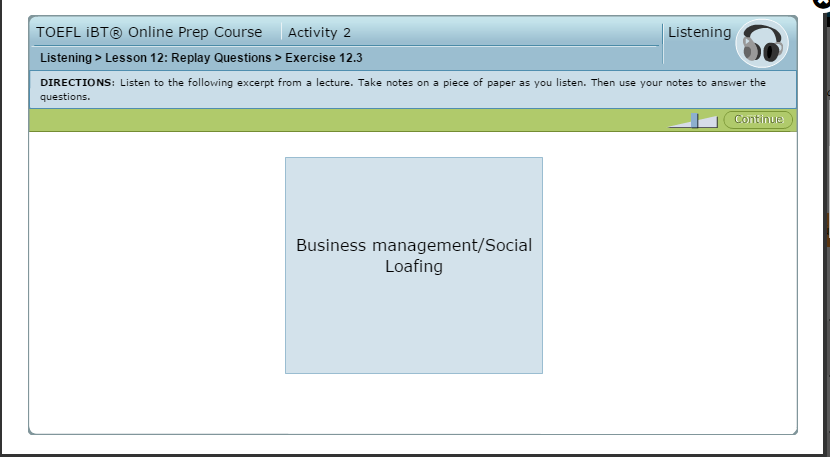 TOEFL iBT® Online Prep Course Activity 2 Listening
Listening > Lesson 12: Replay Questions > Exercise 12.3
DIRECTIONS: Listen to the following excerpt from a lecture. Take notes on a piece of paper as you listen. Then use your notes to answer the
questions.
Continue
Business management/Social
Loafing